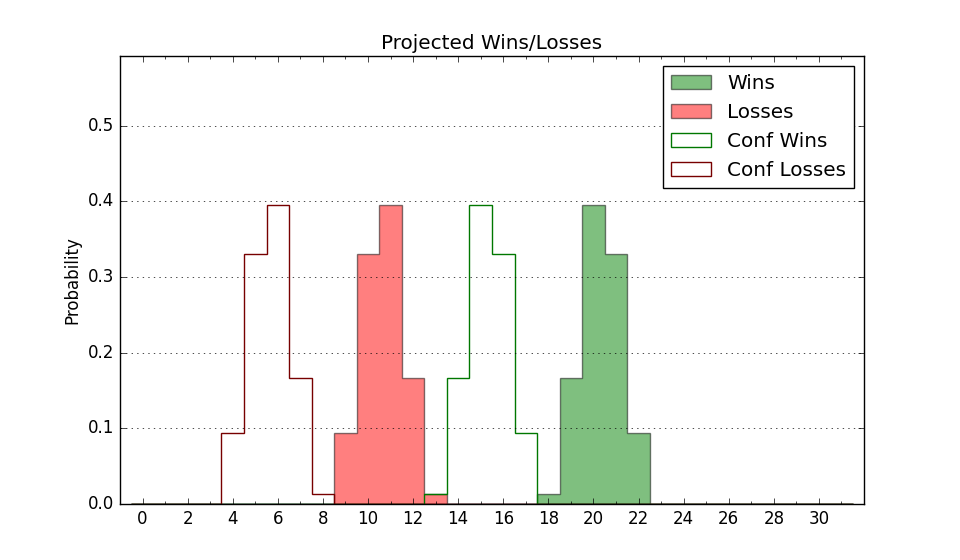 Projected Wins/Losses
Wins
Losses
Conf Wins
Conf Losses
Probability
0.5
0.4
0.3
0.2
0.1
0.0
0 2 4 6 8 10 12 14 16 18 20 22 24 26 28 30